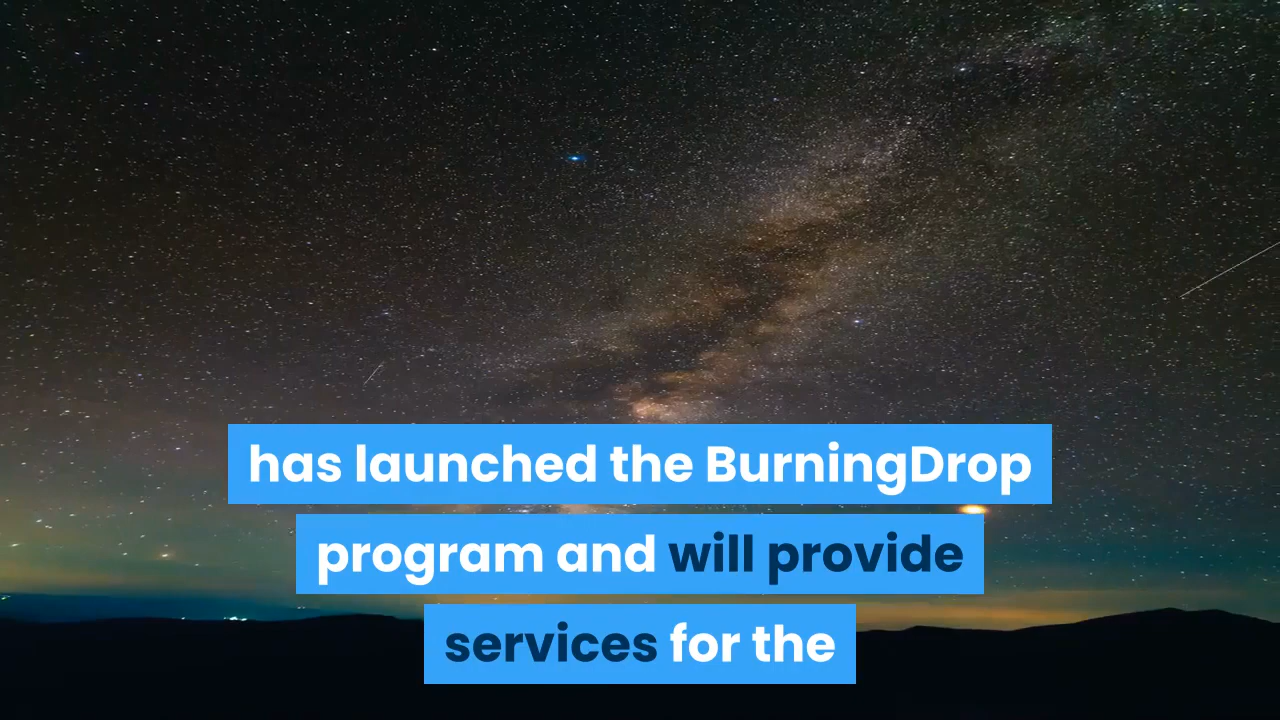 has launched the BurningDrop
program and will provide
services for the